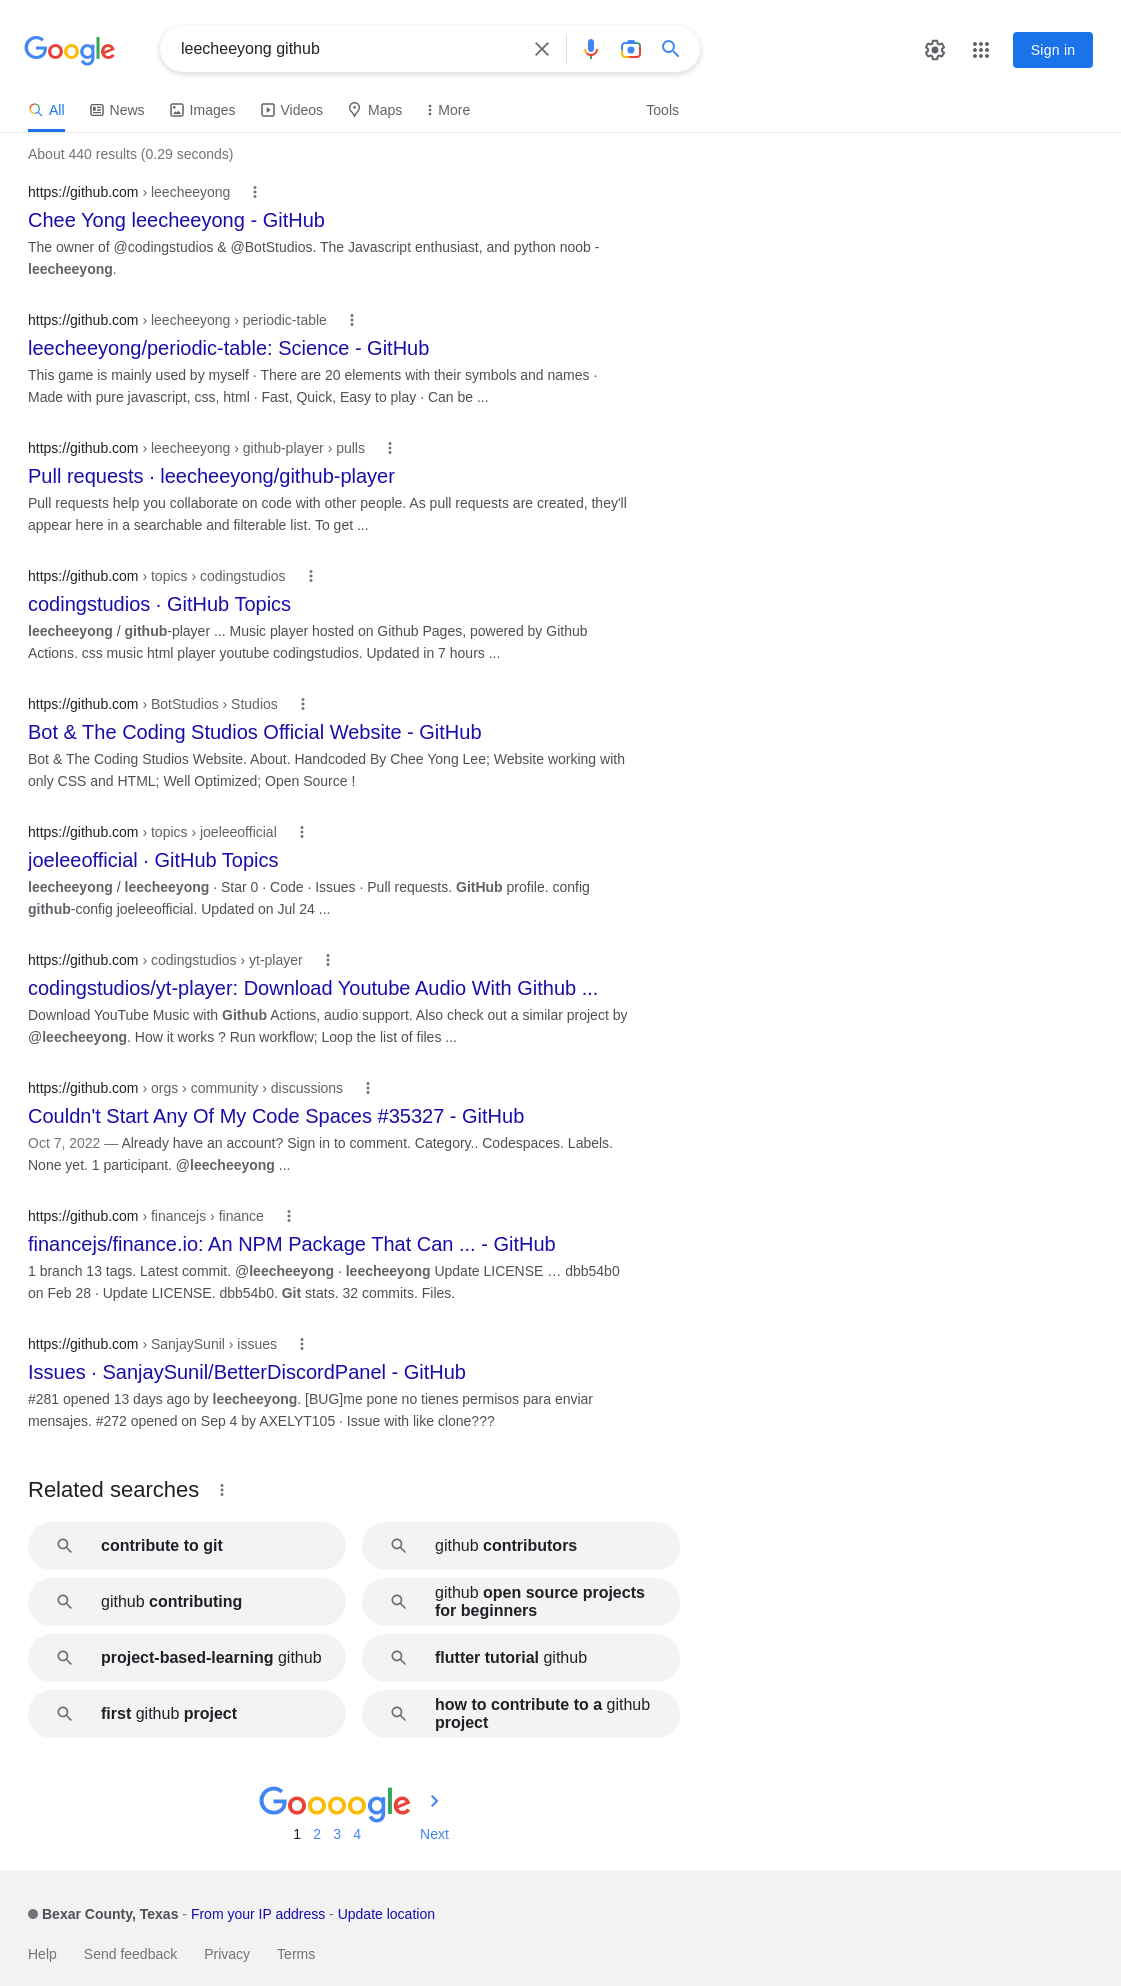 Google
leecheeyong github
Sign in
All
News
Images
Videos
Maps
More
Tools
About 440 results (0.29 seconds)
https://github.com › leecheeyong
Chee Yong leecheeyong - GitHub
The owner of @codingstudios & @BotStudios. The Javascript enthusiast, and python noob -
leecheeyong.
https://github.com › leecheeyong › periodic-table
leecheeyong/periodic-table: Science - GitHub
This game is mainly used by myself · There are 20 elements with their symbols and names ·
Made with pure javascript, css, html · Fast, Quick, Easy to play · Can be ...
https://github.com › leecheeyong › github-player › pulls
Pull requests · leecheeyong/github-player
Pull requests help you collaborate on code with other people. As pull requests are created, they'll
appear here in a searchable and filterable list. To get ...
https://github.com › topics › codingstudios
codingstudios · GitHub Topics
leecheeyong / github-player ... Music player hosted on Github Pages, powered by Github
Actions. css music html player youtube codingstudios. Updated in 7 hours ...
https://github.com › BotStudios › Studios
Bot & The Coding Studios Official Website - GitHub
Bot & The Coding Studios Website. About. Handcoded By Chee Yong Lee; Website working with
only CSS and HTML; Well Optimized; Open Source !
https://github.com › topics › joeleeofficial
joeleeofficial · GitHub Topics
leecheeyong / leecheeyong · Star 0 · Code · Issues · Pull requests. GitHub profile. config
github-config joeleeofficial. Updated on Jul 24 ...
https://github.com › codingstudios › yt-player
codingstudios/yt-player: Download Youtube Audio With Github ...
Download YouTube Music with Github Actions, audio support. Also check out a similar project by
@leecheeyong. How it works ? Run workflow; Loop the list of files ...
https://github.com › orgs › community › discussions
Couldn't Start Any Of My Code Spaces #35327 - GitHub
Oct 7, 2022 — Already have an account? Sign in to comment. Category.. Codespaces. Labels.
None yet. 1 participant. @leecheeyong ...
https://github.com › financejs › finance
financejs/finance.io: An NPM Package That Can ... - GitHub
1 branch 13 tags. Latest commit. @leecheeyong · leecheeyong Update LICENSE … dbb54b0
on Feb 28 · Update LICENSE. dbb54b0. Git stats. 32 commits. Files.
https://github.com › SanjaySunil › issues
Issues · SanjaySunil/BetterDiscordPanel - GitHub
#281 opened 13 days ago by leecheeyong. [BUG]me pone no tienes permisos para enviar
mensajes. #272 opened on Sep 4 by AXELYT105 · Issue with like clone???
Related searches
contribute to git
github contributors
github contributing
github open source projects
for beginners
project-based-learning github
flutter tutorial github
first github project
how to contribute to a github
project
Goooogle
1 2 3 4 Next
Bexar County, Texas - From your IP address - Update location
Help Send feedback Privacy Terms